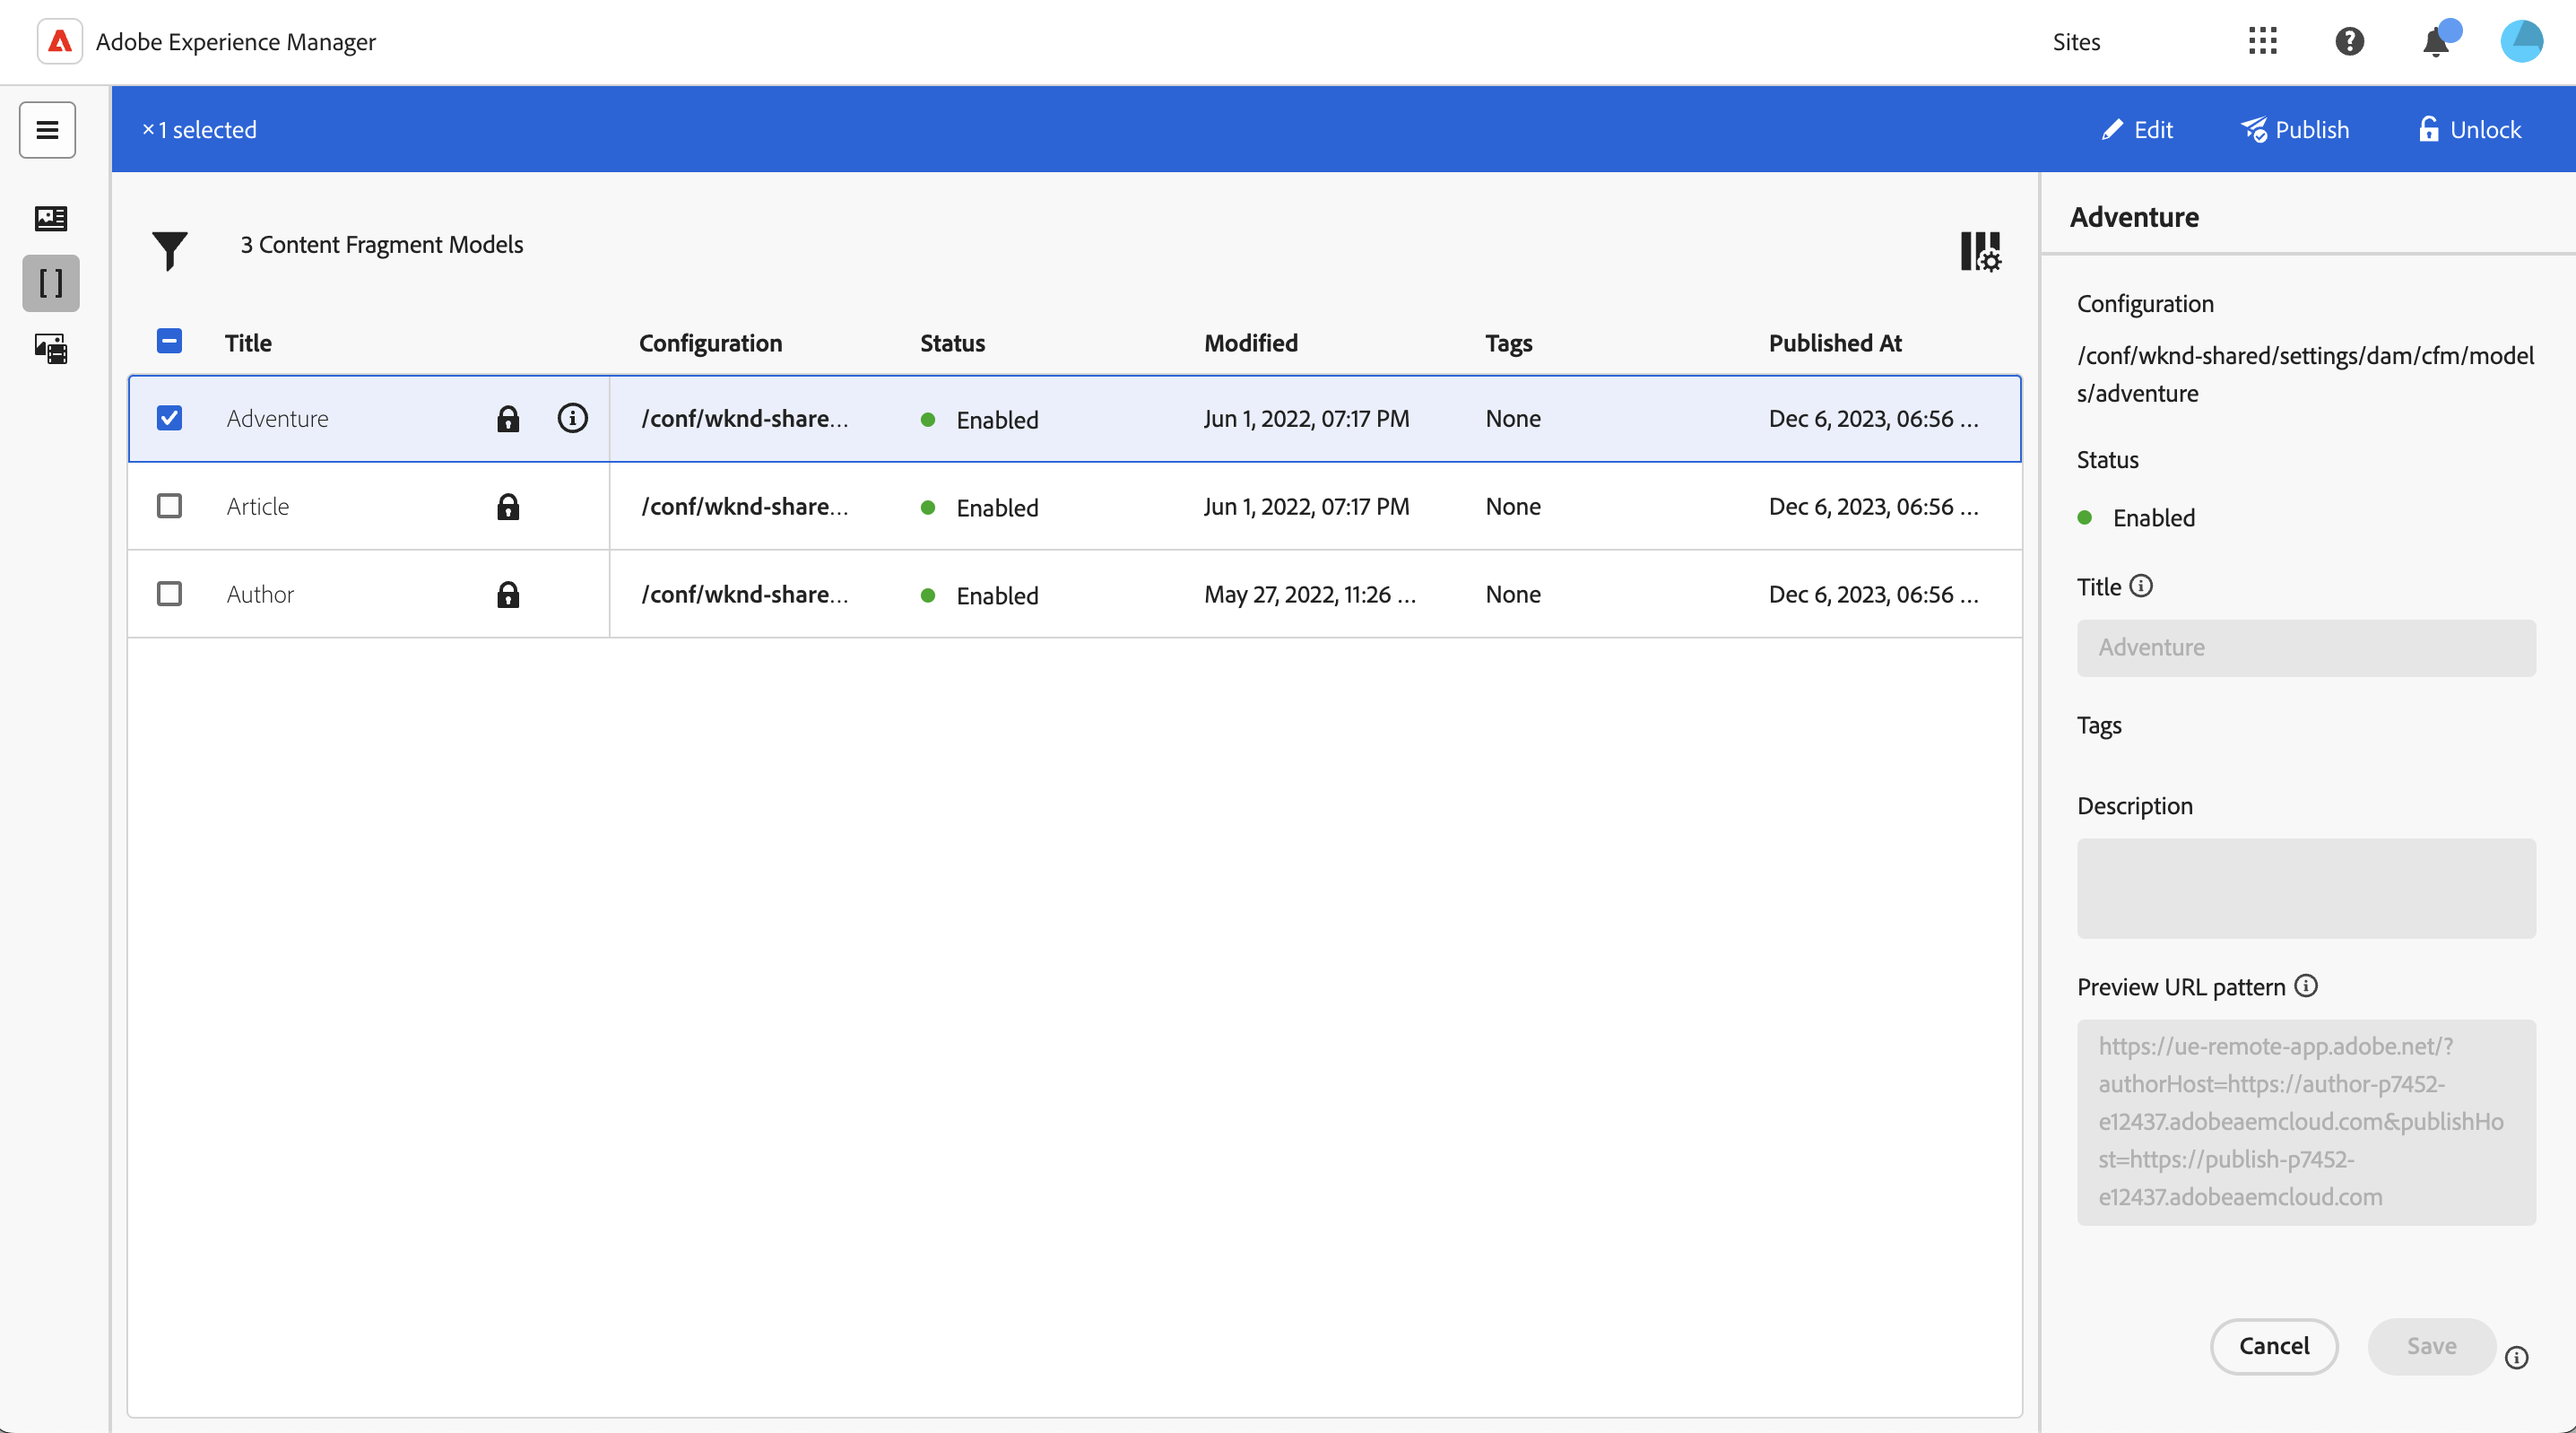 Adobe Experience Manager
Sites
×1 selected
Edit
Publish
Unlock
3 Content Fragment Models
Title Configuration Status Modified Tags Published At
Adventure /conf/wknd-share... Enabled Jun 1, 2022, 07:17 PM None Dec 6, 2023, 06:56 ...
Article /conf/wknd-share... Enabled Jun 1, 2022, 07:17 PM None Dec 6, 2023, 06:56 ...
Author /conf/wknd-share... Enabled May 27, 2022, 11:26 ... None Dec 6, 2023, 06:56 ...
Adventure
Configuration
/conf/wknd-shared/settings/dam/cfm/model
s/adventure
Status
Enabled
Title
Adventure
Tags
Description
Preview URL pattern
https://ue-remote-app.adobe.net/?
authorHost=https://author-p7452-
e12437.adobeaemcloud.com&publishHo
st=https://publish-p7452-
e12437.adobeaemcloud.com
Cancel
Save